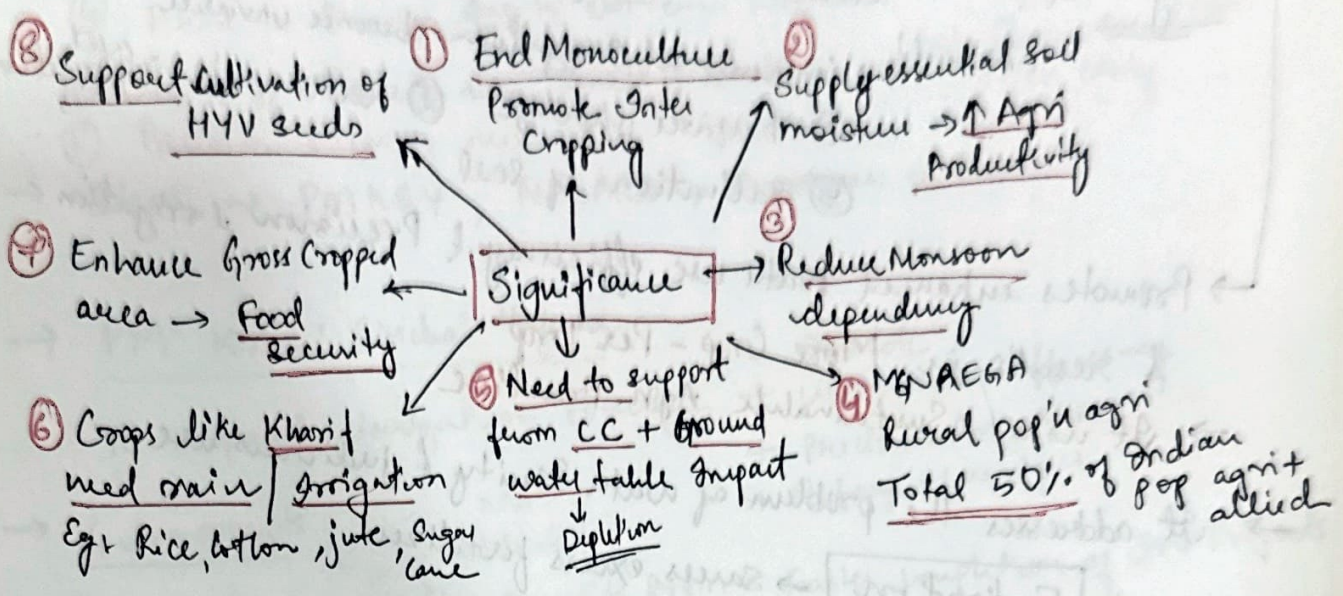 Significance
① End Monoculture
Promote Inter
Cropping
② Supply essential soil
moisture → ↑ Agri
Productivity
③ Reduce Monsoon
dependency
④ MGNREGA
Rural pop'n agri
Total 50% of Indian
pop agri +
allied
⑤ Need to support
from CC + Ground
water table Impact
↓
Depletion
⑥ Crops like Kharif
need rain / Irrigation
Eg: Rice, Cotton, jute, Sugar
cane
⑦ Enhance Gross Cropped
area → Food
Security
⑧ Support Cultivation of
HYV seeds